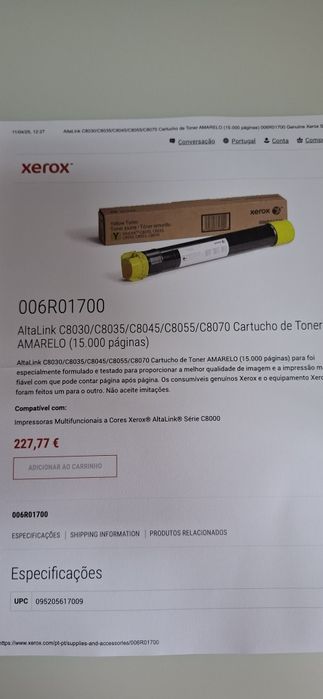 11/04/25, 12:27 AltaLink C8030/C8035/C8045/C8055/C8070 Cartucho de Toner AMARELO (15.000 páginas) 006R01700 Genuine Xerox
Conversação Portugal Conta
xerox™
xerox
Yellow Toner
006R01700
AltaLink C8030/C8035/C8045/C8055/C8070 Cartucho de Toner
AMARELO (15.000 páginas)
AltaLink C8030/C8035/C8045/C8055/C8070 Cartucho de Toner AMARELO (15.000 páginas) para foi
especialmente formulado e testado para proporcionar a melhor qualidade de imagem e a impressão m
fiável com que pode contar página após página. Os consumíveis genuínos Xerox e o equipamento Xero
foram feitos um para o outro. Não aceite imitações.
Compatível com:
Impressoras Multifuncionais a Cores Xerox® AltaLink® Série C8000
227,77 €
ADICIONAR AO CARRINHO
006R01700
ESPECIFICAÇÕES | SHIPPING INFORMATION | PRODUTOS RELACIONADOS
Especificações
UPC 095205617009
ttps://www.xerox.com/pt-pt/supplies-and-accessories/006R01700